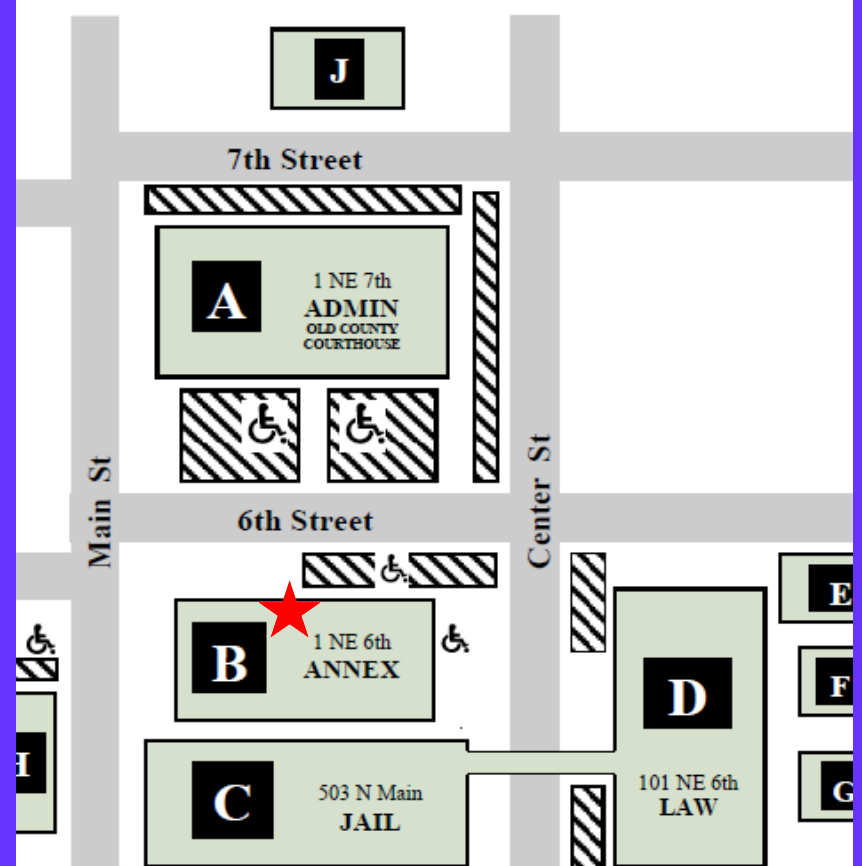 J
7th Street
A
1 NE 7th
ADMIN
OLD COUNTY
COURTHOUSE
Main St
Center St
6th Street
B
1 NE 6th
ANNEX
C
503 N Main
JAIL
D
101 NE 6th
LAW
E
F
G
H